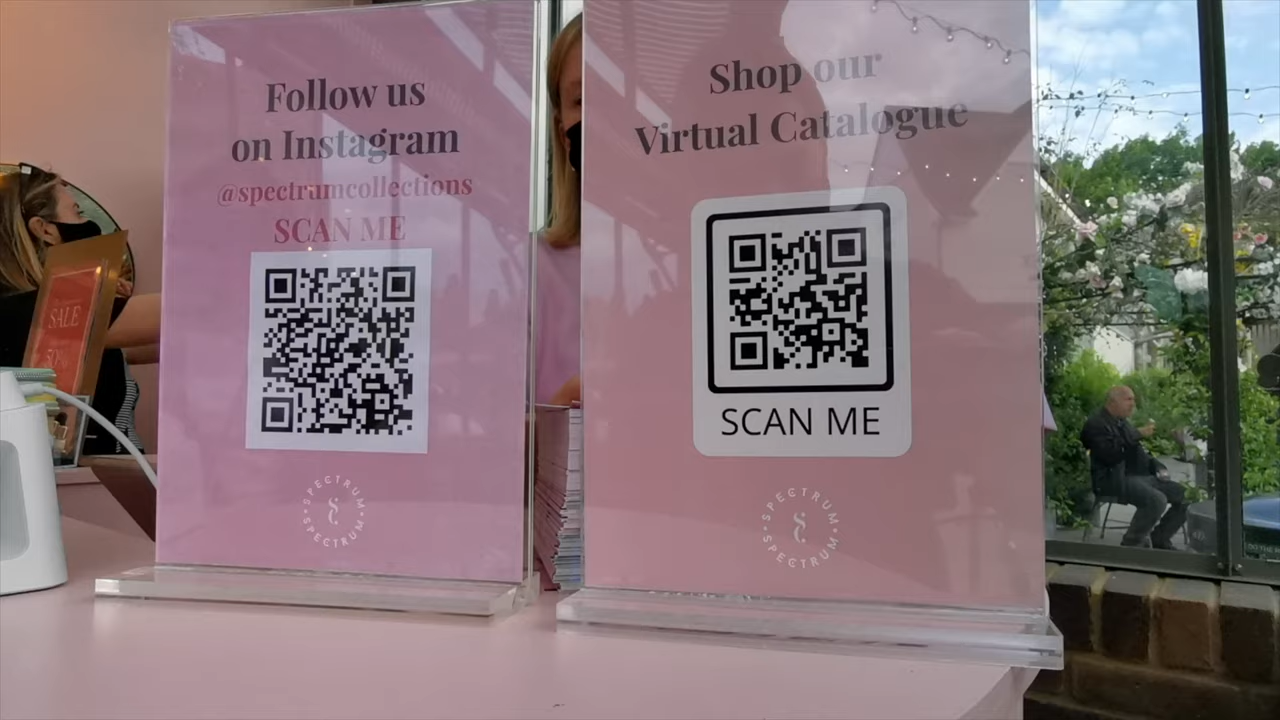 Follow us
on Instagram
@spectrumcollections
SCAN ME
SPECTRUM
SPECTRUM
Shop our
Virtual Catalogue
SCAN ME
SPECTRUM
SPECTRUM
SALE